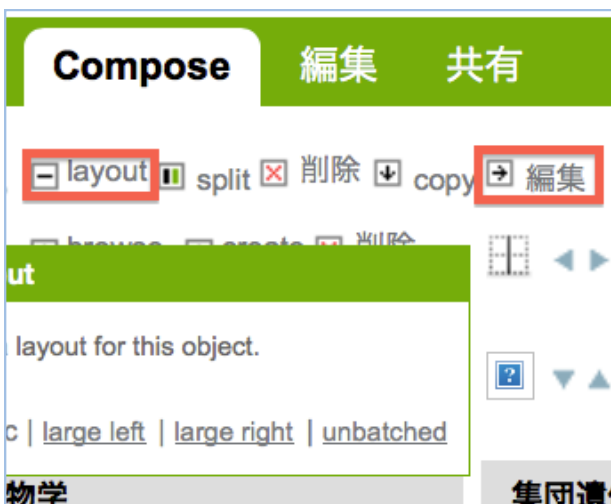 Compose 編集 共有
layout split 削除 copy 編集
browse create 削除
ut
layout for this object.
c | large left | large right | unbatched
物学 集団遺